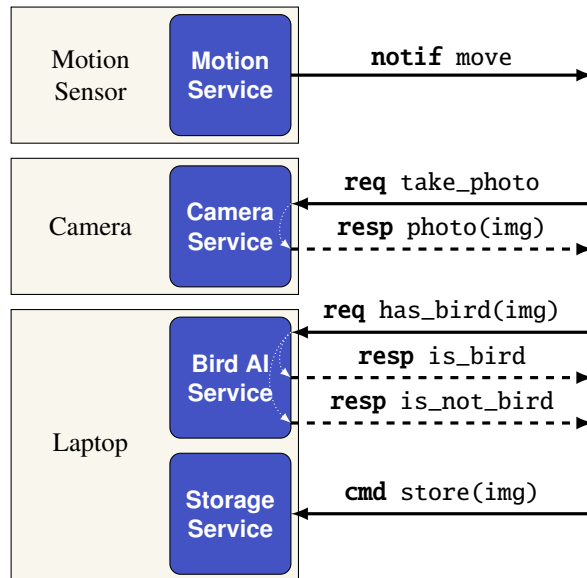 Motion
Sensor
Motion
Service
notif move
Camera
Camera
Service
req take_photo
resp photo(img)
Laptop
Bird AI
Service
req has_bird(img)
resp is_bird
resp is_not_bird
Storage
Service
cmd store(img)